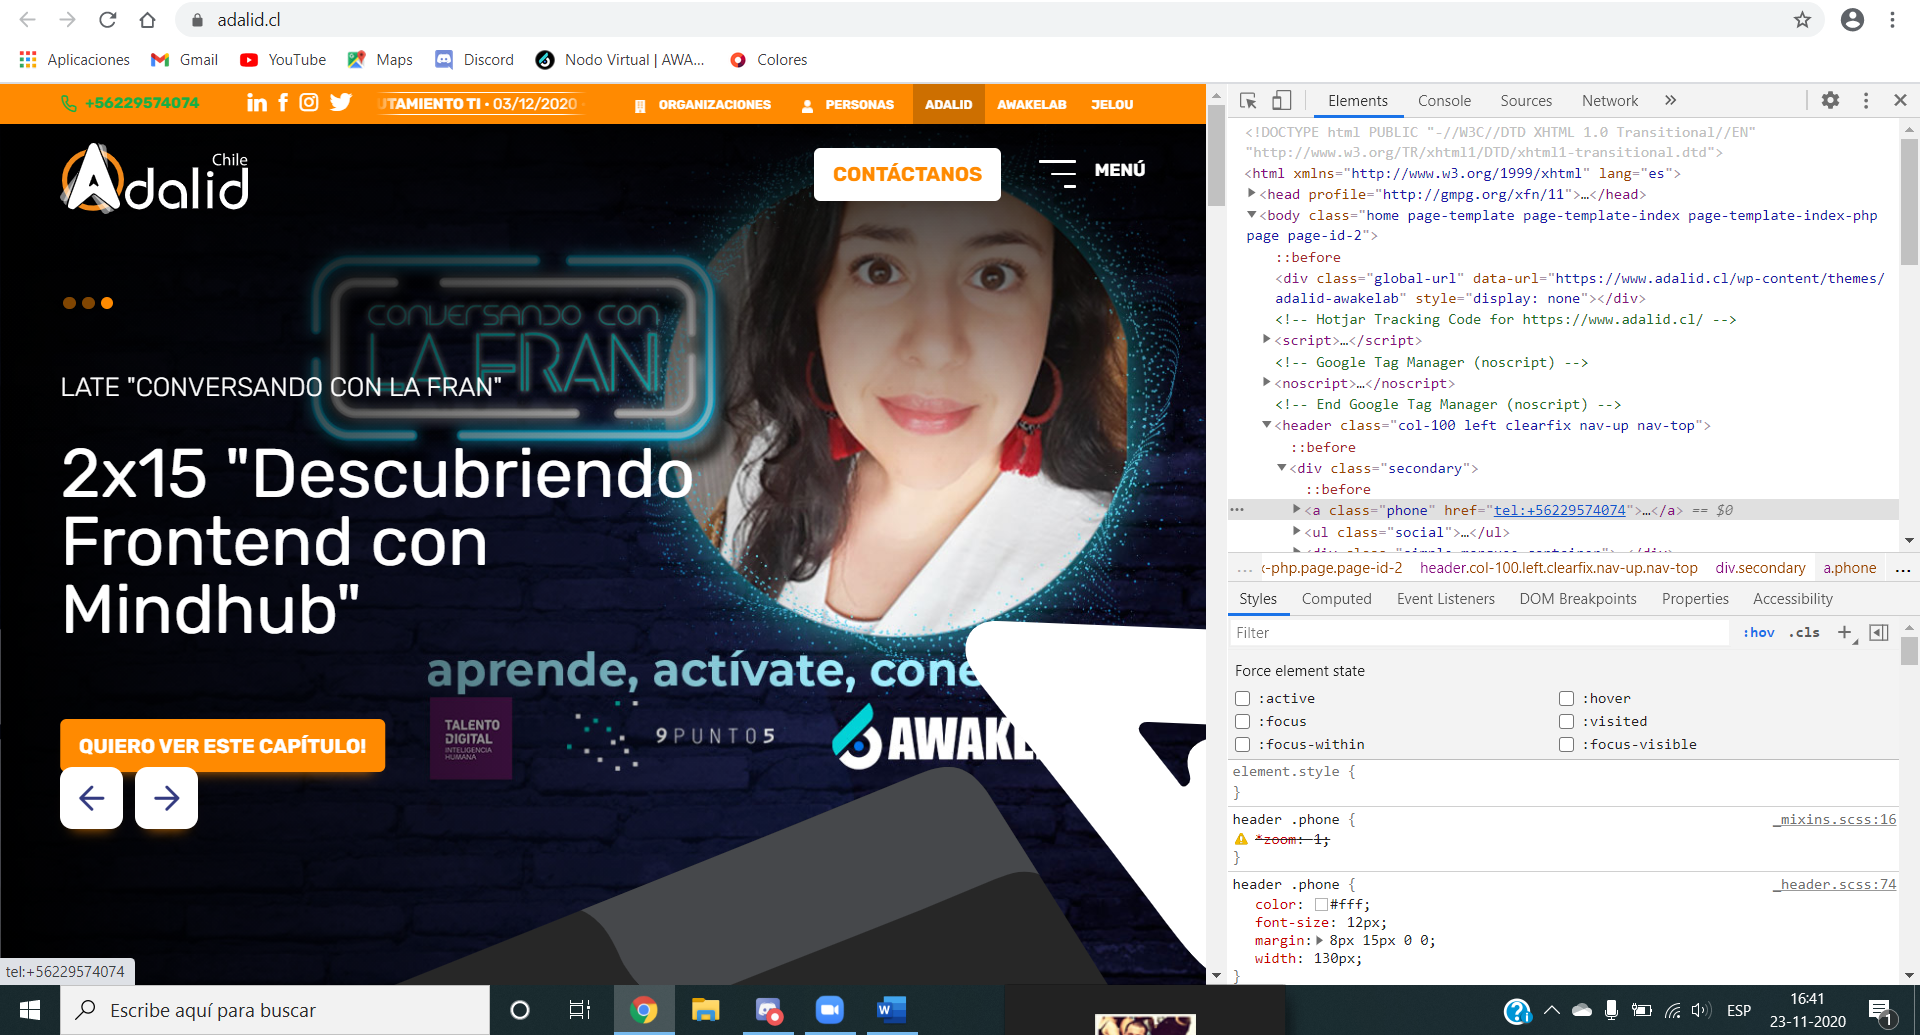 adalid.cl
Aplicaciones
Gmail
YouTube
Maps
Discord
Nodo Virtual | AWA...
Colores
+56229574074
UTAMIENTO TI • 03/12/2020
ORGANIZACIONES
PERSONAS
ADALID
AWAKELAB
JELOU
Adalid
Chile
CONTÁCTANOS
MENÚ
CONVERSANDO CON
LA FRAN
LATE "CONVERSANDO CON LA FRAN"
2x15 "Descubriendo
Frontend con
Mindhub"
aprende, actívate, cone
QUIERO VER ESTE CAPÍTULO!
TALENTO
DIGITAL
INTELIGENCIA
HUMANA
9PUNTO5
AWAKEL
tel:+56229574074
Elements
Console
Sources
Network
<!DOCTYPE html PUBLIC "-//W3C//DTD XHTML 1.0 Transitional//EN"
"http://www.w3.org/TR/xhtml1/DTD/xhtml1-transitional.dtd">
<html xmlns="http://www.w3.org/1999/xhtml" lang="es">
<head profile="http://gmpg.org/xfn/11">…</head>
<body class="home page-template page-template-index page-template-index-php
page page-id-2">
::before
<div class="global-url" data-url="https://www.adalid.cl/wp-content/themes/
adalid-awakelab" style="display: none"></div>
<!-- Hotjar Tracking Code for https://www.adalid.cl/ -->
<script>…</script>
<!-- Google Tag Manager (noscript) -->
<noscript>…</noscript>
<!-- End Google Tag Manager (noscript) -->
<header class="col-100 left clearfix nav-up nav-top">
::before
<div class="secondary">
::before
<a class="phone" href="tel:+56229574074">…</a> == $0
<ul class="social">…</ul>
<div class="simple-marquee-container">…</div>
... x-php.page.page-id-2
header.col-100.left.clearfix.nav-up.nav-top
div.secondary
a.phone
...
Styles
Computed
Event Listeners
DOM Breakpoints
Properties
Accessibility
Filter
:hov
.cls
Force element state
:active
:hover
:focus
:visited
:focus-within
:focus-visible
element.style {
}
header .phone {
_mixins.scss:16
*zoom: 1;
}
header .phone {
_header.scss:74
color: #fff;
font-size: 12px;
margin: 8px 15px 0 0;
width: 130px;
}
Escribe aquí para buscar
ESP
16:41
23-11-2020
1